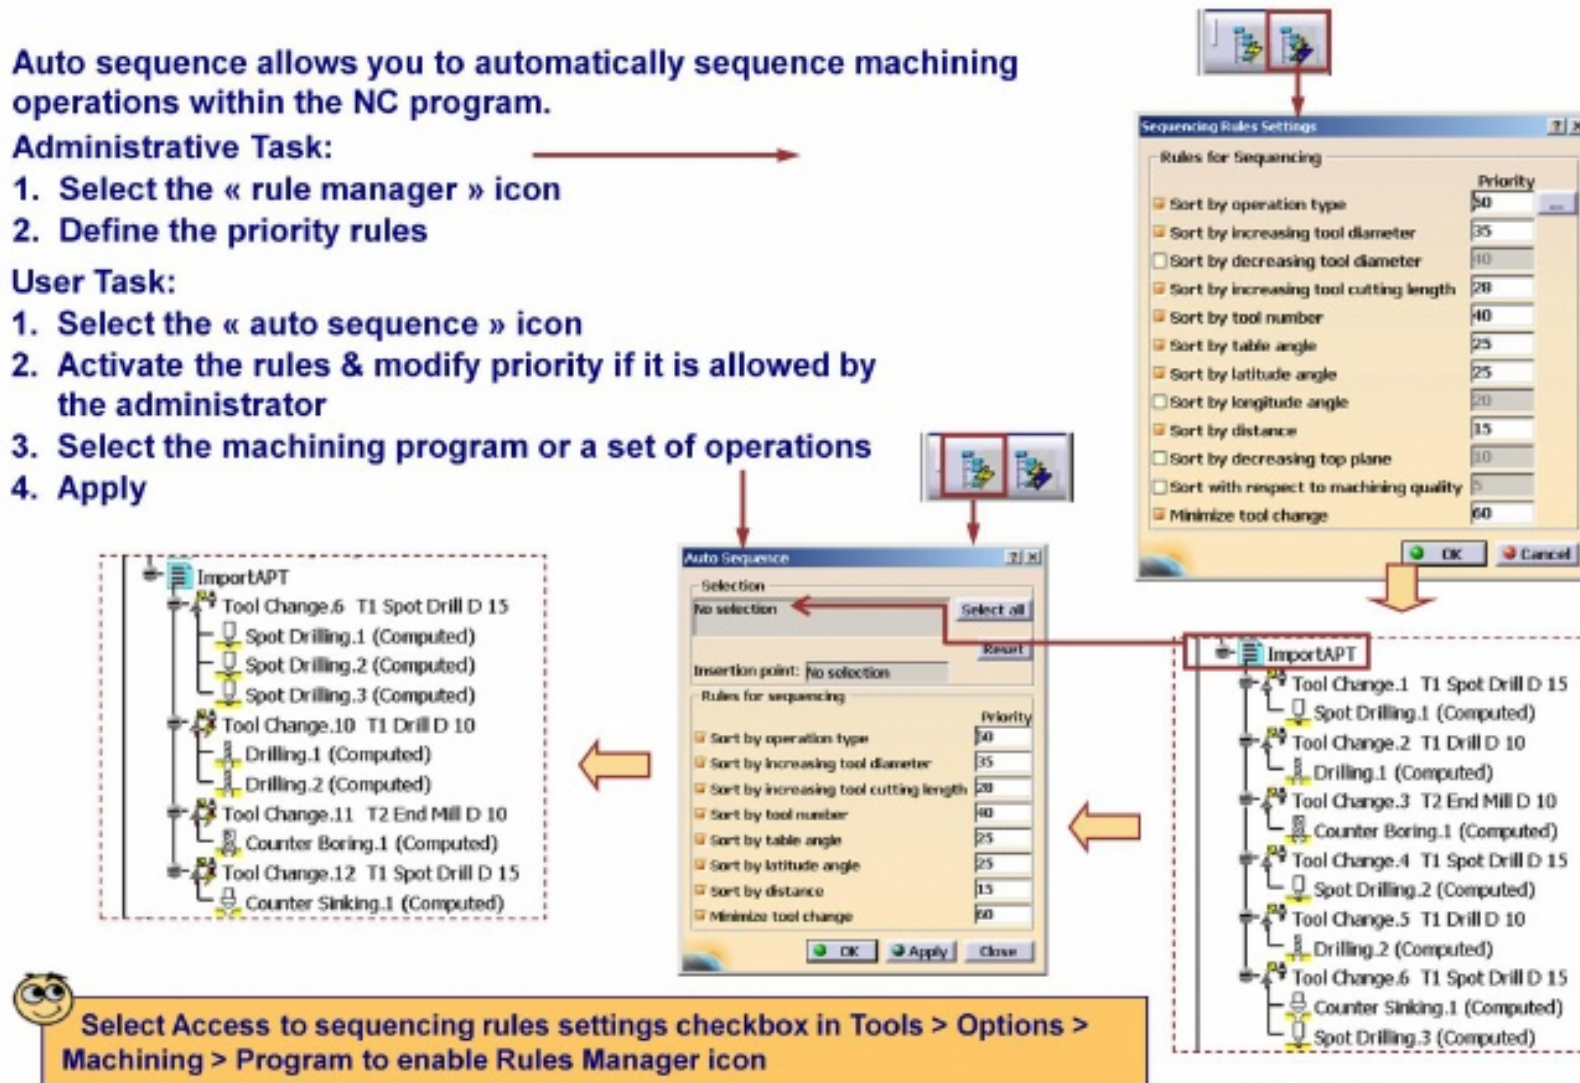 Auto sequence allows you to automatically sequence machining
operations within the NC program.
Administrative Task:
1. Select the « rule manager » icon
2. Define the priority rules
User Task:
1. Select the « auto sequence » icon
2. Activate the rules & modify priority if it is allowed by
the administrator
3. Select the machining program or a set of operations
4. Apply
Sequencing Rules Settings
Rules for Sequencing
Priority
Sort by operation type 50 ...
Sort by increasing tool diameter 35
Sort by decreasing tool diameter 40
Sort by increasing tool cutting length 28
Sort by tool number 40
Sort by table angle 25
Sort by latitude angle 25
Sort by longitude angle 20
Sort by distance 15
Sort by decreasing top plane 10
Sort with respect to machining quality 5
Minimize tool change 60
OK Cancel
ImportAPT
Tool Change.6 T1 Spot Drill D 15
Spot Drilling.1 (Computed)
Spot Drilling.2 (Computed)
Spot Drilling.3 (Computed)
Tool Change.10 T1 Drill D 10
Drilling.1 (Computed)
Drilling.2 (Computed)
Tool Change.11 T2 End Mill D 10
Counter Boring.1 (Computed)
Tool Change.12 T1 Spot Drill D 15
Counter Sinking.1 (Computed)
Auto Sequence
Selection
No selection Select all
Reset
Insertion point: No selection
Rules for sequencing
Priority
Sort by operation type 50
Sort by increasing tool diameter 35
Sort by increasing tool cutting length 28
Sort by tool number 40
Sort by table angle 25
Sort by latitude angle 25
Sort by distance 15
Minimize tool change 60
OK Apply Close
ImportAPT
Tool Change.1 T1 Spot Drill D 15
Spot Drilling.1 (Computed)
Tool Change.2 T1 Drill D 10
Drilling.1 (Computed)
Tool Change.3 T2 End Mill D 10
Counter Boring.1 (Computed)
Tool Change.4 T1 Spot Drill D 15
Spot Drilling.2 (Computed)
Tool Change.5 T1 Drill D 10
Drilling.2 (Computed)
Tool Change.6 T1 Spot Drill D 15
Counter Sinking.1 (Computed)
Spot Drilling.3 (Computed)
Select Access to sequencing rules settings checkbox in Tools > Options >
Machining > Program to enable Rules Manager icon